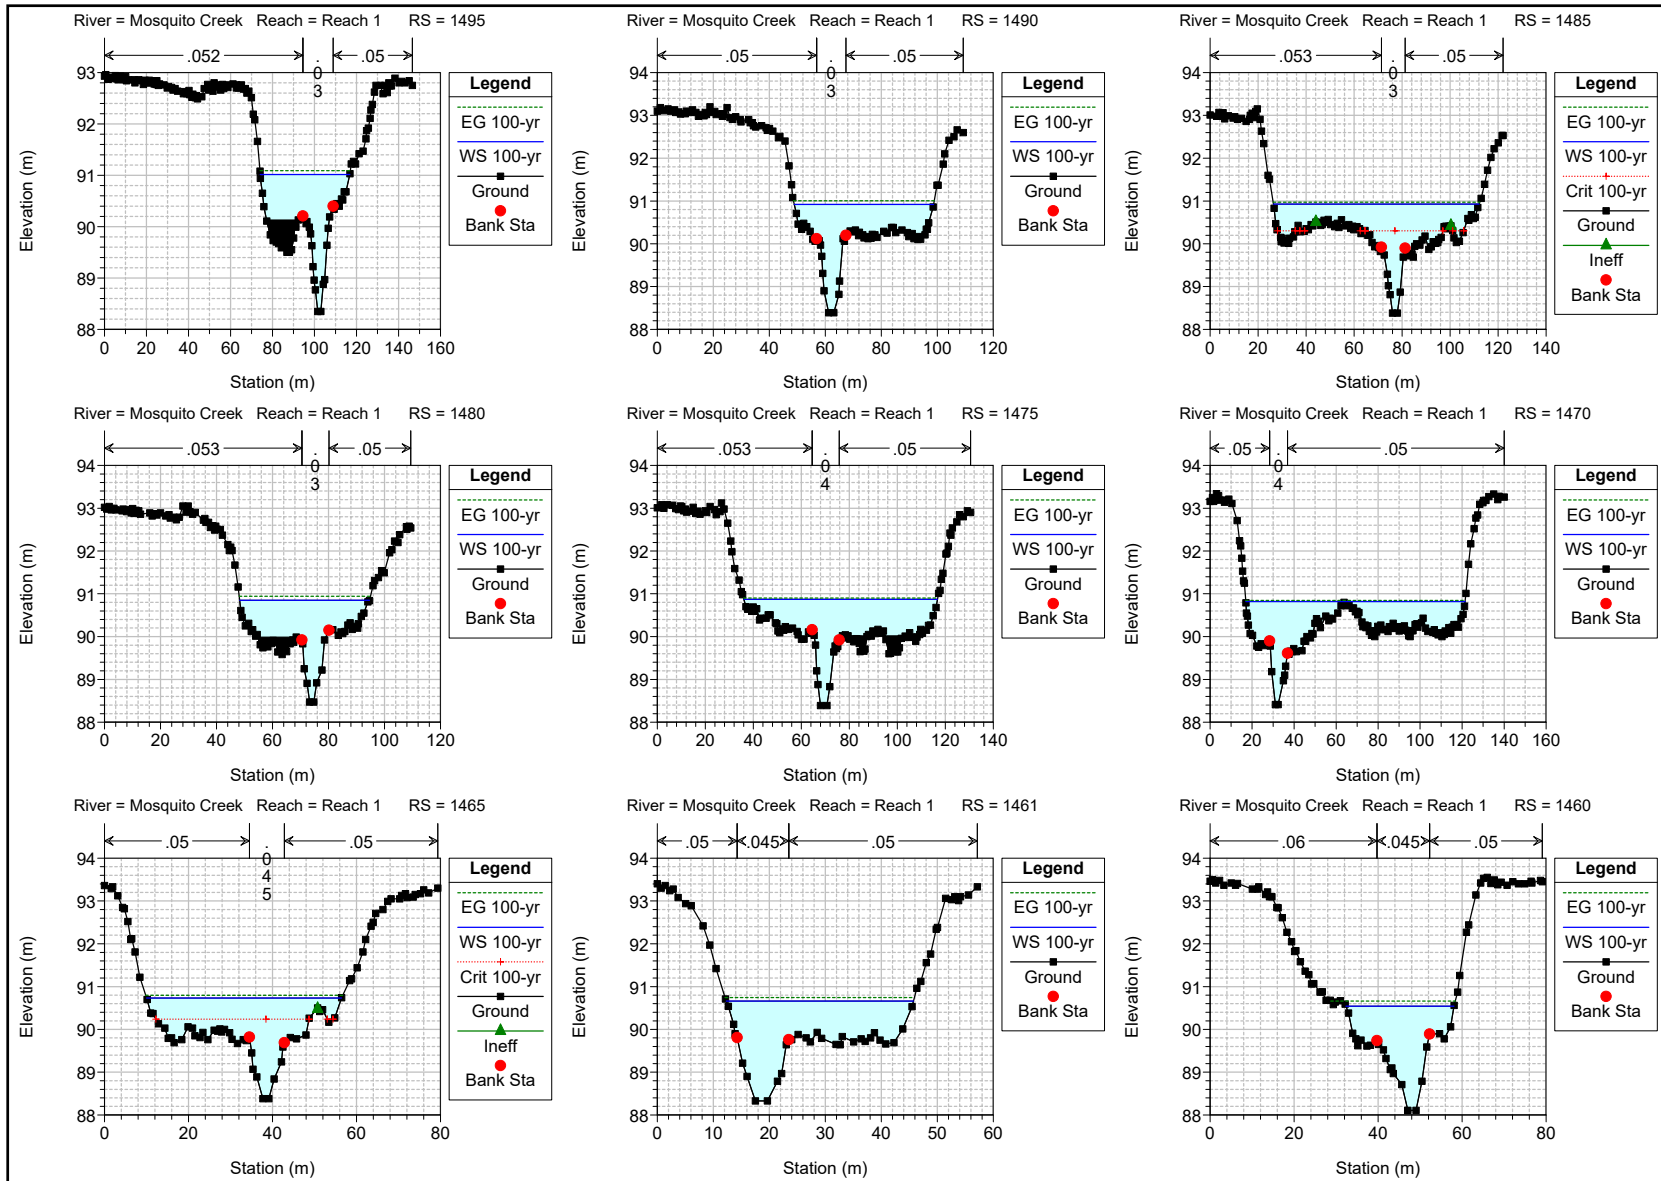 River = Mosquito Creek Reach = Reach 1 RS = 1495
.052 .03 .05
Elevation (m)
93
92
91
90
89
88
0 20 40 60 80 100 120 140 160
Station (m)
Legend
EG 100-yr
WS 100-yr
Ground
Bank Sta
River = Mosquito Creek Reach = Reach 1 RS = 1490
.05 .03 .05
Elevation (m)
94
93
92
91
90
89
88
0 20 40 60 80 100 120
Station (m)
Legend
EG 100-yr
WS 100-yr
Ground
Bank Sta
River = Mosquito Creek Reach = Reach 1 RS = 1485
.053 .03 .05
Elevation (m)
94
93
92
91
90
89
88
0 20 40 60 80 100 120 140
Station (m)
Legend
EG 100-yr
WS 100-yr
Crit 100-yr
Ground
Ineff
Bank Sta
River = Mosquito Creek Reach = Reach 1 RS = 1480
.053 .03 .05
Elevation (m)
94
93
92
91
90
89
88
0 20 40 60 80 100 120
Station (m)
Legend
EG 100-yr
WS 100-yr
Ground
Bank Sta
River = Mosquito Creek Reach = Reach 1 RS = 1475
.053 .04 .05
Elevation (m)
94
93
92
91
90
89
88
0 20 40 60 80 100 120 140
Station (m)
Legend
EG 100-yr
WS 100-yr
Ground
Bank Sta
River = Mosquito Creek Reach = Reach 1 RS = 1470
.05 .04 .05
Elevation (m)
94
93
92
91
90
89
88
0 20 40 60 80 100 120 140 160
Station (m)
Legend
EG 100-yr
WS 100-yr
Ground
Bank Sta
River = Mosquito Creek Reach = Reach 1 RS = 1465
.05 .045 .05
Elevation (m)
94
93
92
91
90
89
88
0 20 40 60 80
Station (m)
Legend
EG 100-yr
WS 100-yr
Crit 100-yr
Ground
Ineff
Bank Sta
River = Mosquito Creek Reach = Reach 1 RS = 1461
.05 .045 .05
Elevation (m)
94
93
92
91
90
89
88
0 10 20 30 40 50 60
Station (m)
Legend
EG 100-yr
WS 100-yr
Ground
Bank Sta
River = Mosquito Creek Reach = Reach 1 RS = 1460
.06 .045 .05
Elevation (m)
94
93
92
91
90
89
88
0 20 40 60 80
Station (m)
Legend
EG 100-yr
WS 100-yr
Ground
Bank Sta